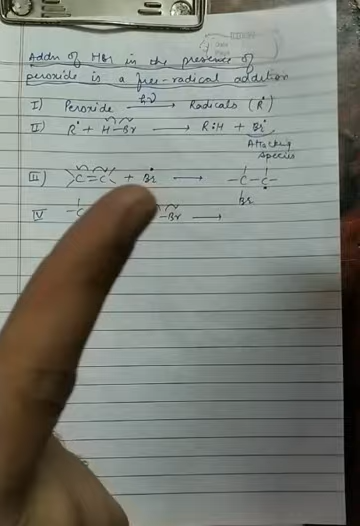 Addn of HBr in the presence of
peroxide is a free-radical addition
I) Peroxide hν → Radicals (R•)
II) R• + H–Br → R:H + Br•
Attacking
Species
III) >C=C< + Br• → –C–C–
Br
IV –C –Br →